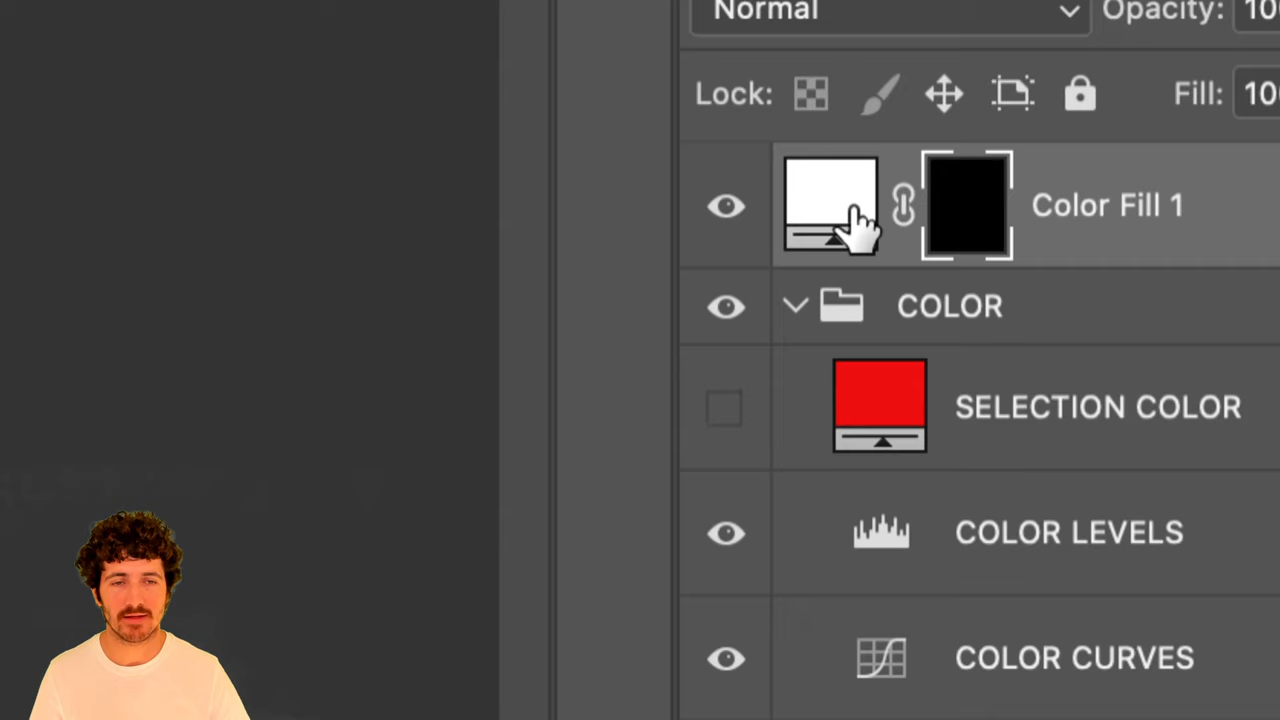 Normal
Opacity:
Lock:
Fill:
Color Fill 1
COLOR
SELECTION COLOR
COLOR LEVELS
COLOR CURVES